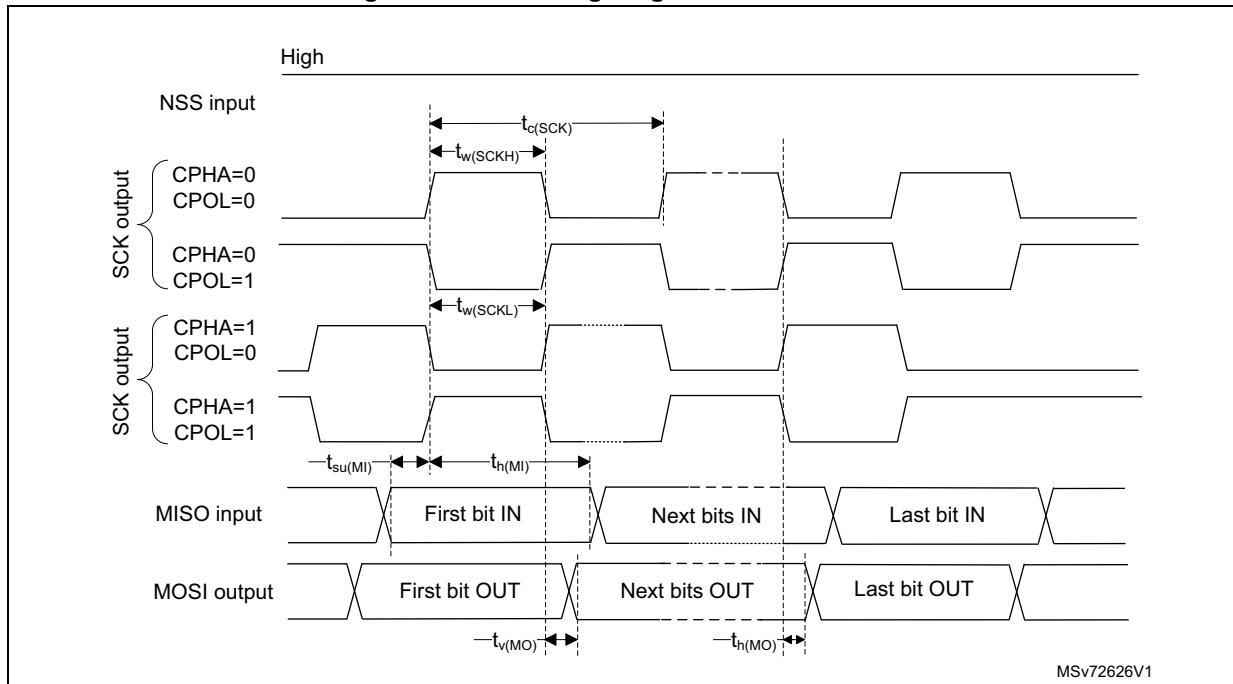 High
NSS input
tc(SCK)
tw(SCKH)
SCK output
CPHA=0
CPOL=0
CPHA=0
CPOL=1
tw(SCKL)
SCK output
CPHA=1
CPOL=0
CPHA=1
CPOL=1
tsu(MI)
th(MI)
MISO input
First bit IN
Next bits IN
Last bit IN
MOSI output
First bit OUT
Next bits OUT
Last bit OUT
tv(MO)
th(MO)
MSv72626V1